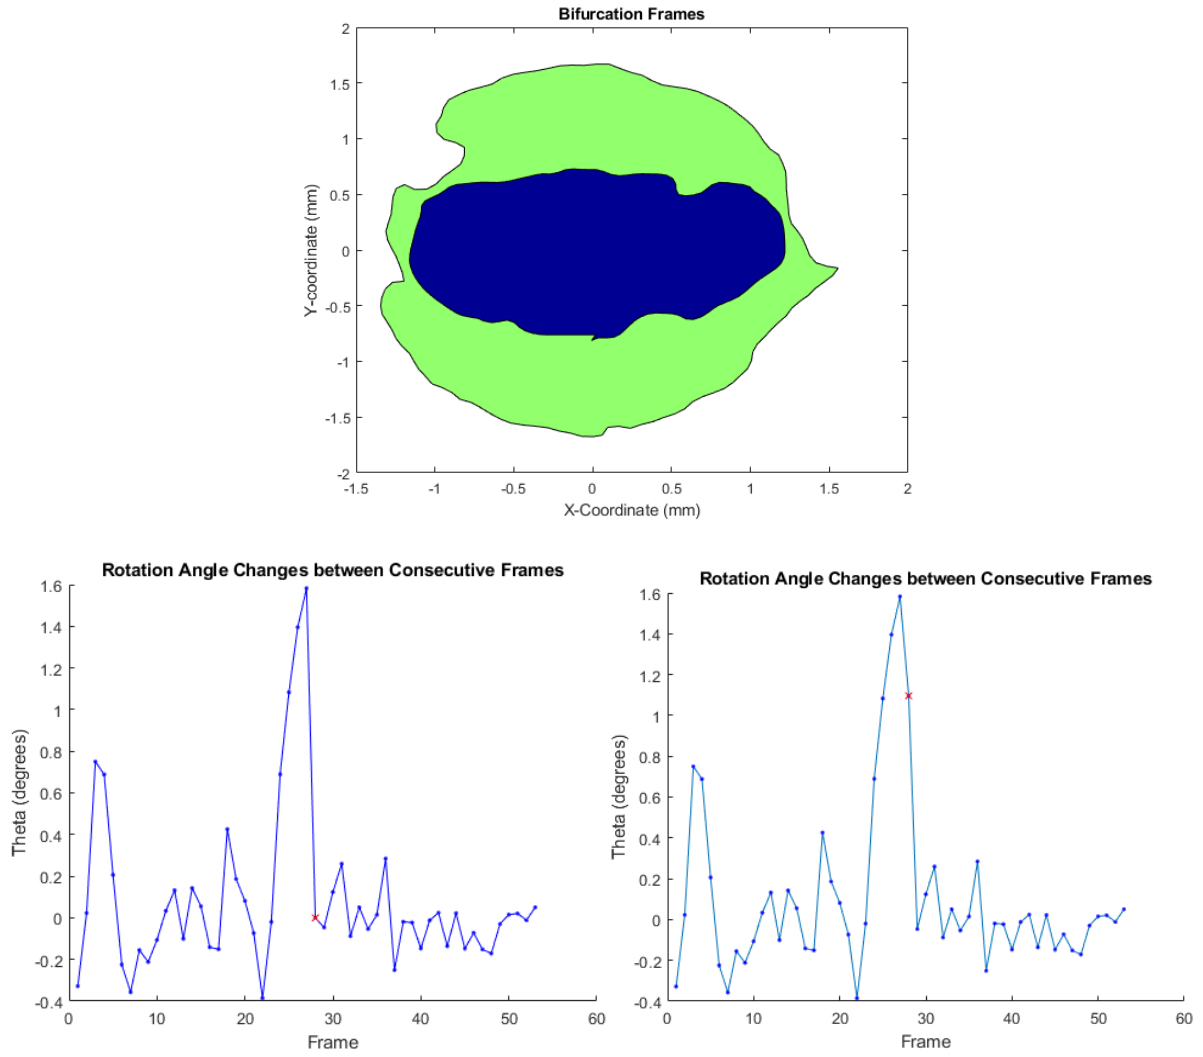 Bifurcation Frames
2
1.5
1
0.5
0
-0.5
-1
-1.5
-2
Y-coordinate (mm)
-1.5 -1 -0.5 0 0.5 1 1.5 2
X-Coordinate (mm)
Rotation Angle Changes between Consecutive Frames
1.6
1.4
1.2
1
0.8
0.6
0.4
0.2
0
-0.2
-0.4
Theta (degrees)
0 10 20 30 40 50 60
Frame
Rotation Angle Changes between Consecutive Frames
1.6
1.4
1.2
1
0.8
0.6
0.4
0.2
0
-0.2
-0.4
Theta (degrees)
0 10 20 30 40 50 60
Frame